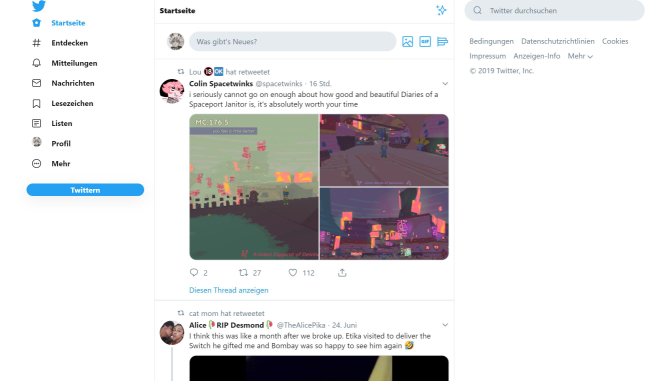 Startseite
Entdecken
Mitteilungen
Nachrichten
Lesezeichen
Listen
Profil
Mehr
Twittern
Startseite
Was gibt's Neues?
GIF
Lou 🔞🆗 hat retweetet
Colin Spacetwinks @spacetwinks · 16 Std.
i seriously cannot go on enough about how good and beautiful Diaries of a
Spaceport Janitor is, it's absolutely worth your time
2 27 112
Diesen Thread anzeigen
cat mom hat retweetet
Alice RIP Desmond @TheAlicePika · 24. Juni
I think this was like a month after we broke up. Etika visited to deliver the
Switch he gifted me and Bombay was so happy to see him again 🤣
Twitter durchsuchen
Bedingungen Datenschutzrichtlinien Cookies
Impressum Anzeigen-Info Mehr
© 2019 Twitter, Inc.